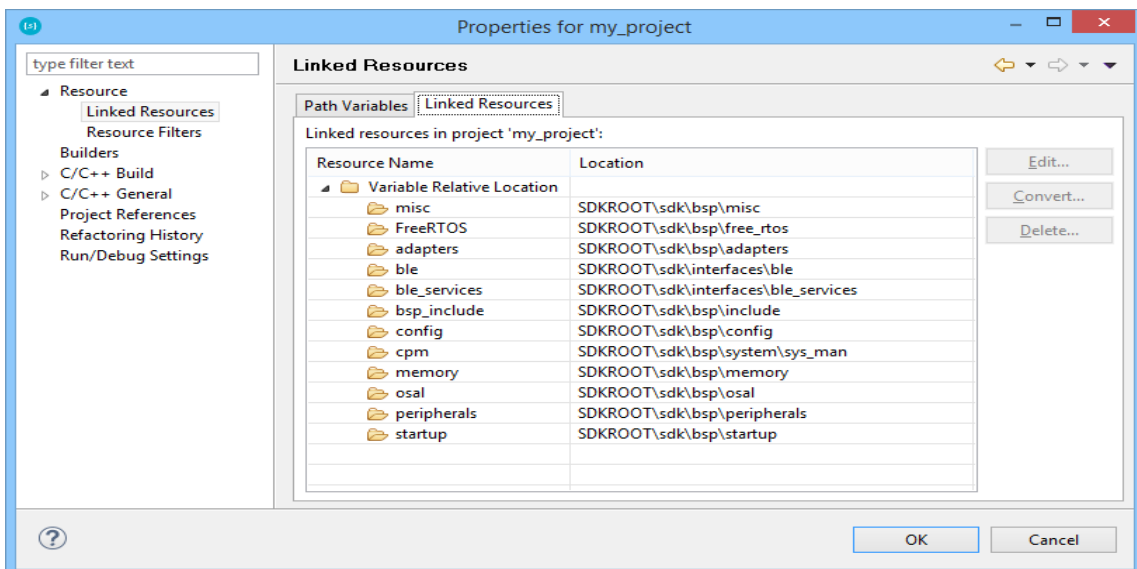 Properties for my_project
type filter text
Resource
Linked Resources
Resource Filters
Builders
C/C++ Build
C/C++ General
Project References
Refactoring History
Run/Debug Settings
Linked Resources
Path Variables Linked Resources
Linked resources in project 'my_project':
Resource Name Location
Variable Relative Location
misc SDKROOT\sdk\bsp\misc
FreeRTOS SDKROOT\sdk\bsp\free_rtos
adapters SDKROOT\sdk\bsp\adapters
ble SDKROOT\sdk\interfaces\ble
ble_services SDKROOT\sdk\interfaces\ble_services
bsp_include SDKROOT\sdk\bsp\include
config SDKROOT\sdk\bsp\config
cpm SDKROOT\sdk\bsp\system\sys_man
memory SDKROOT\sdk\bsp\memory
osal SDKROOT\sdk\bsp\osal
peripherals SDKROOT\sdk\bsp\peripherals
startup SDKROOT\sdk\bsp\startup
Edit...
Convert...
Delete...
?
OK Cancel